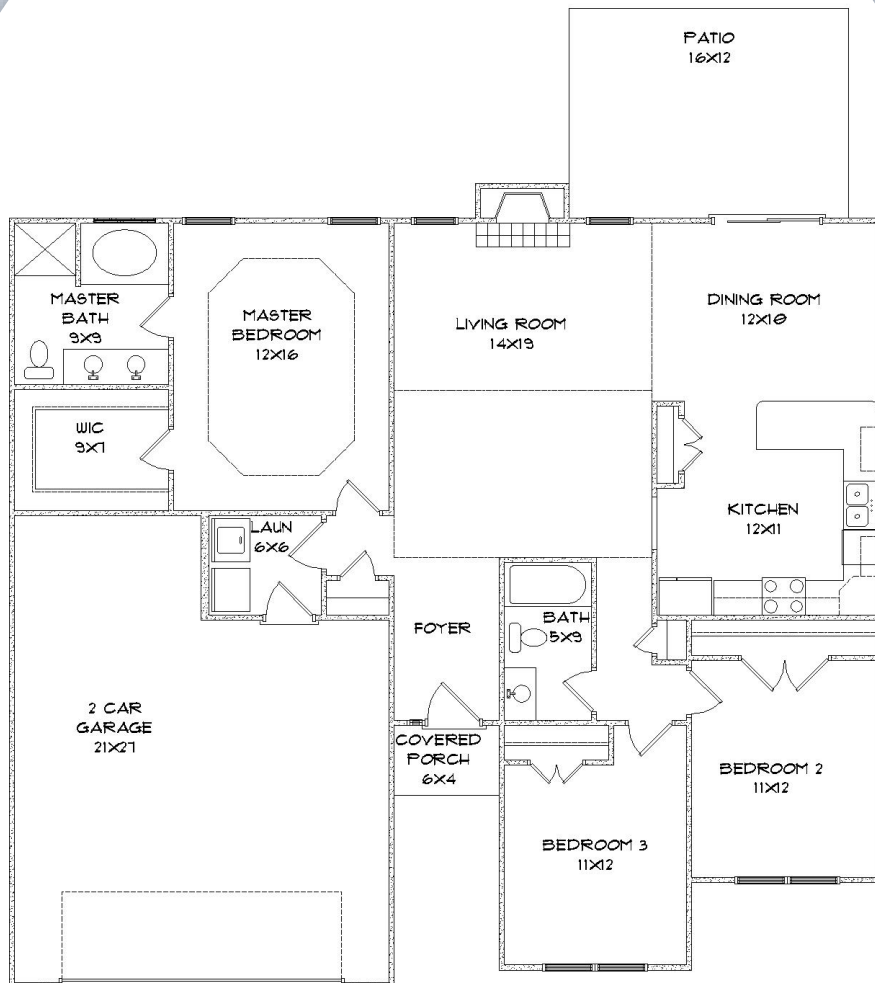 PATIO
16X12
MASTER
BATH
9X9
MASTER
BEDROOM
12X16
LIVING ROOM
14X19
DINING ROOM
12X10
WIC
9X7
KITCHEN
12X11
LAUN
6X6
FOYER
BATH
5X9
2 CAR
GARAGE
21X27
COVERED
PORCH
6X4
BEDROOM 2
11X12
BEDROOM 3
11X12